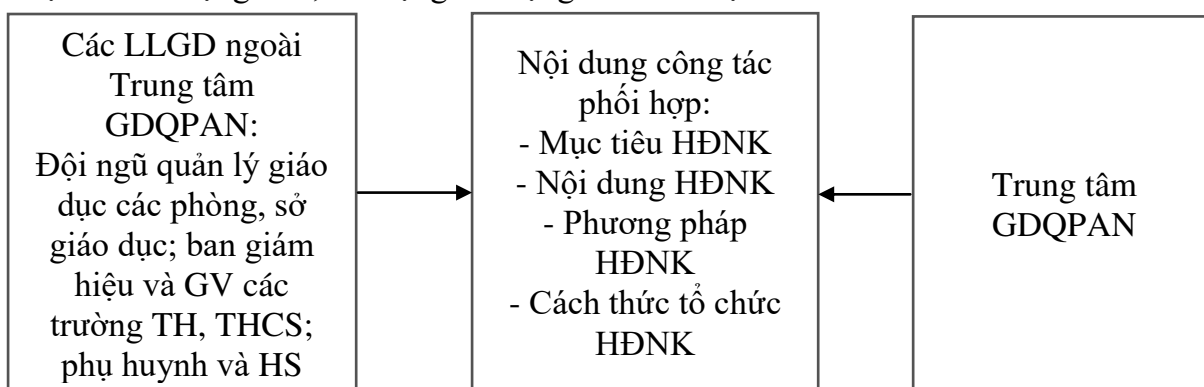 Các LLGD ngoài
Trung tâm
GDQPAN:
Đội ngũ quản lý giáo
dục các phòng, sở
giáo dục; ban giám
hiệu và GV các
trường TH, THCS;
phụ huynh và HS
Nội dung công tác
phối hợp:
- Mục tiêu HĐNK
- Nội dung HĐNK
- Phương pháp
HĐNK
- Cách thức tổ chức
HĐNK
Trung tâm
GDQPAN